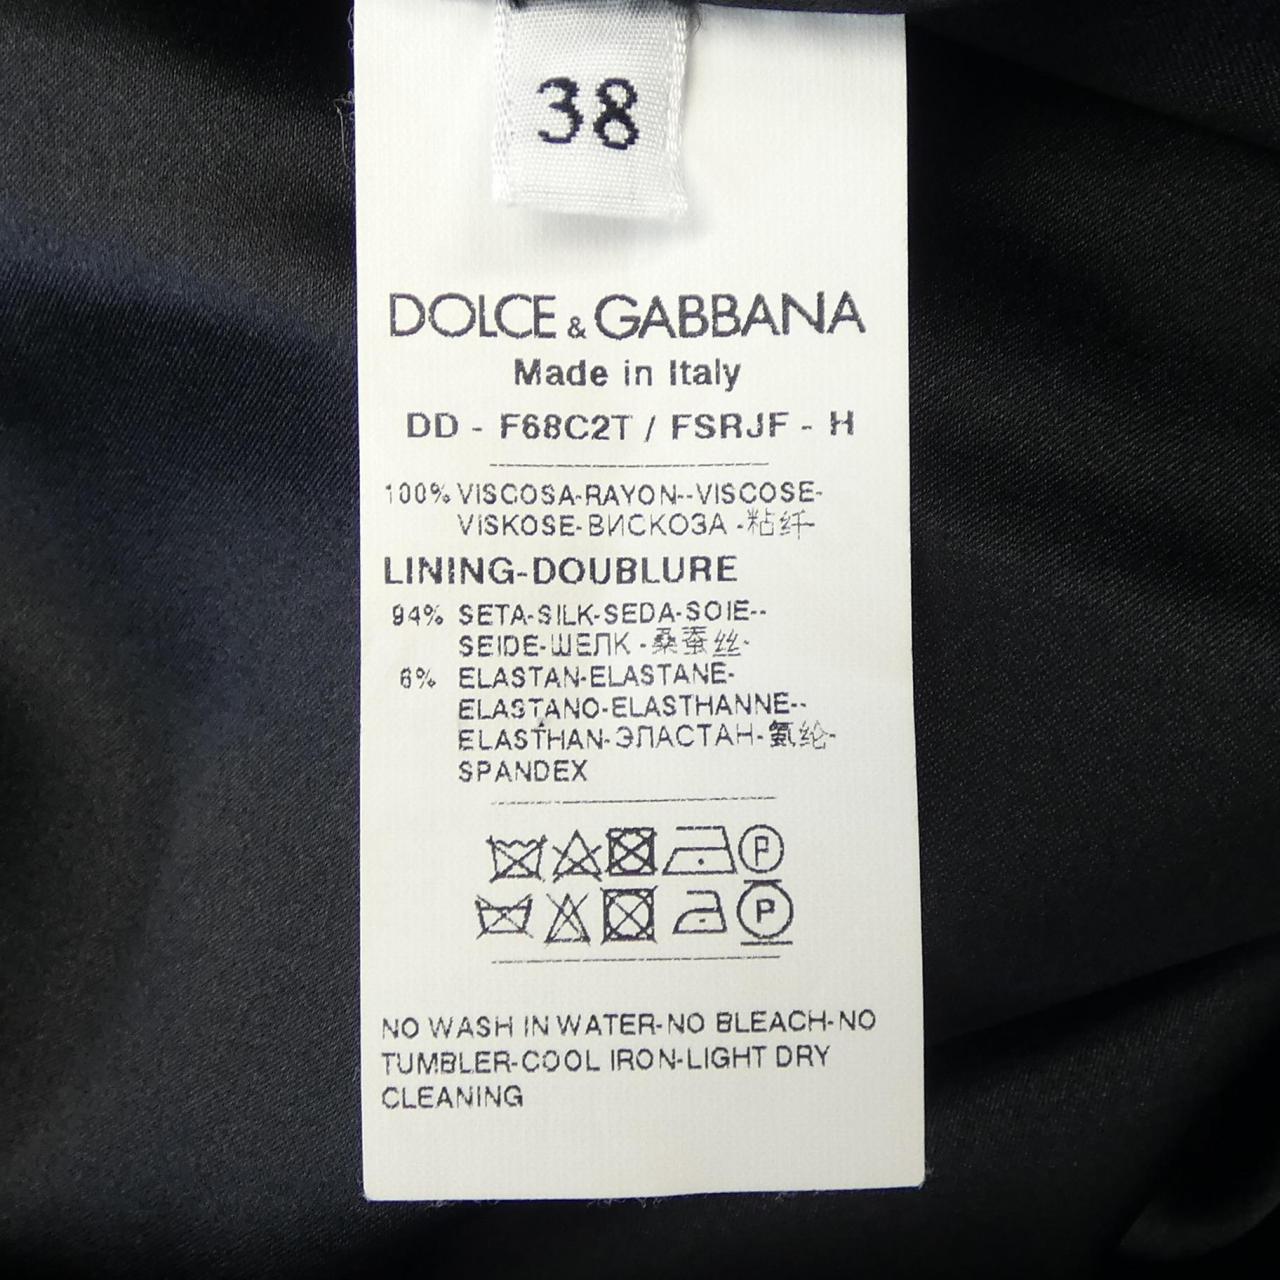 38
DOLCE & GABBANA
Made in Italy
DD - F68C2T / FSRJF - H
100% VISCOSA-RAYON--VISCOSE-
VISKOSE-ВИСКОЗА -粘纤-
LINING-DOUBLURE
94% SETA-SILK-SEDA-SOIE--
SEIDE-ШЕЛК -桑蚕丝-
6% ELASTAN-ELASTANE-
ELASTANO-ELASTHANNE--
ELASTHAN-ЭЛАСТАН-氨纶-
SPANDEX
P
P
NO WASH IN WATER-NO BLEACH-NO
TUMBLER-COOL IRON-LIGHT DRY
CLEANING